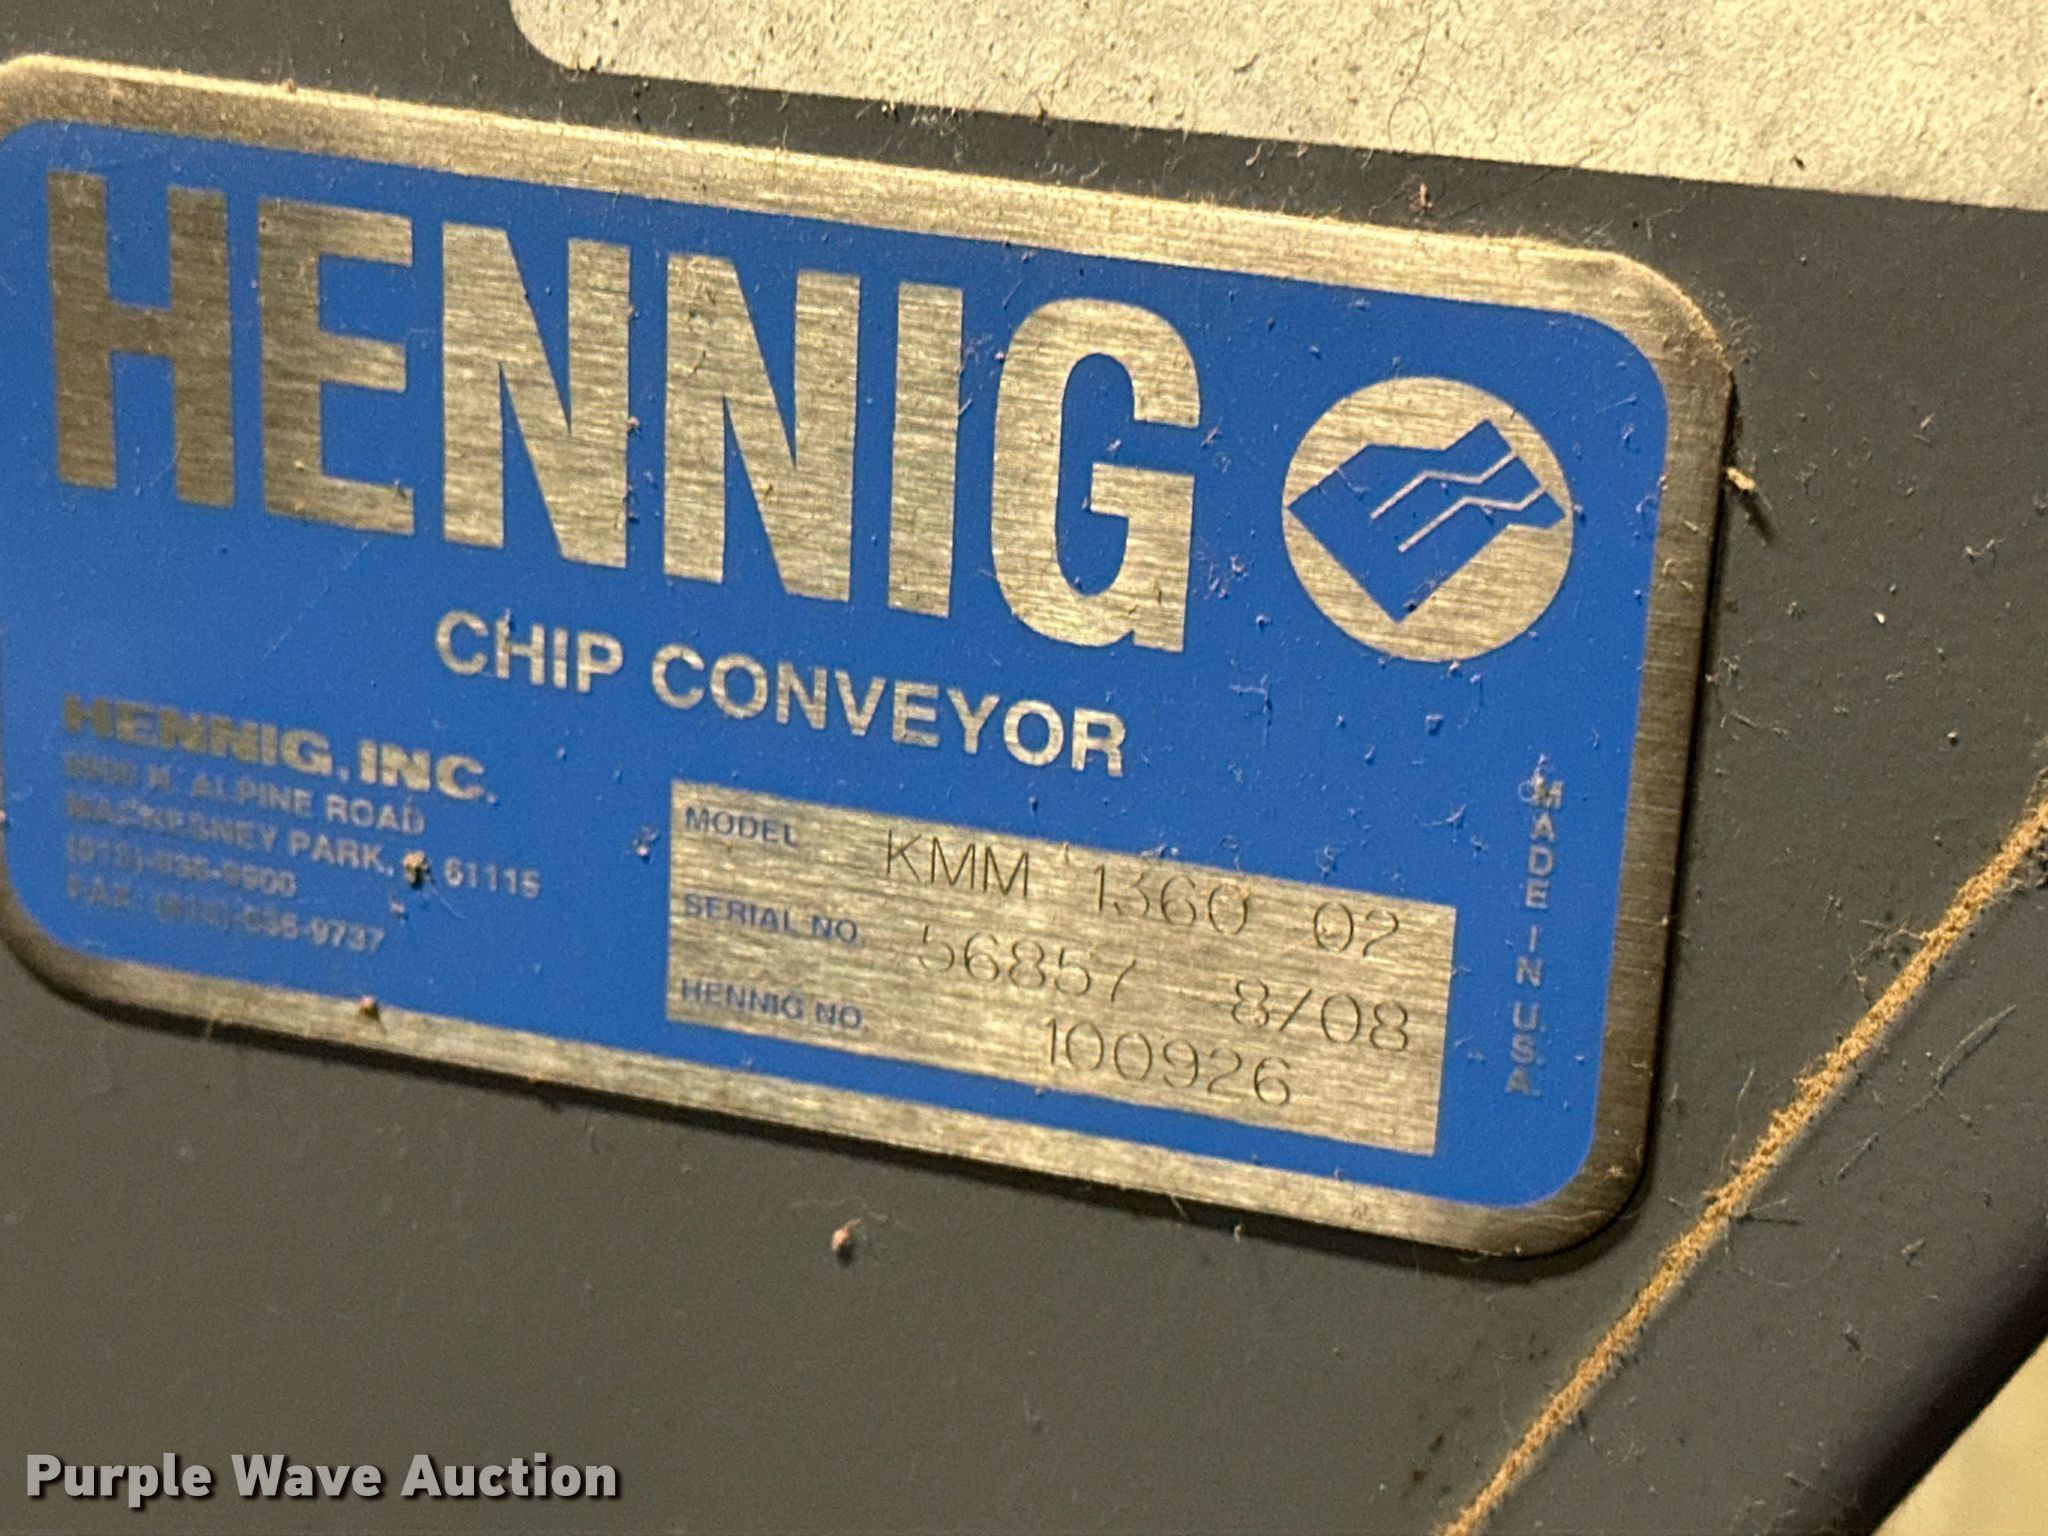 HENNIG
CHIP CONVEYOR
HENNIG, INC.
N. ALPINE ROAD
MACHESNEY PARK, 61115
FAX:
MODEL KMM 1360 02
SERIAL NO. 56857 8/08
HENNIG NO. 100926
MADE IN U.S.A.
Purple Wave Auction